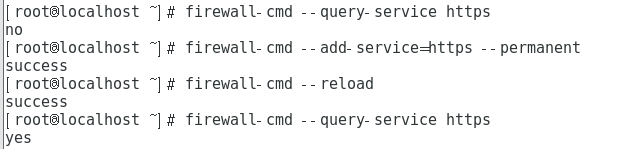 [root@localhost ~]# firewall-cmd --query-service https
no
[root@localhost ~]# firewall-cmd --add-service=https --permanent
success
[root@localhost ~]# firewall-cmd --reload
success
[root@localhost ~]# firewall-cmd --query-service https
yes